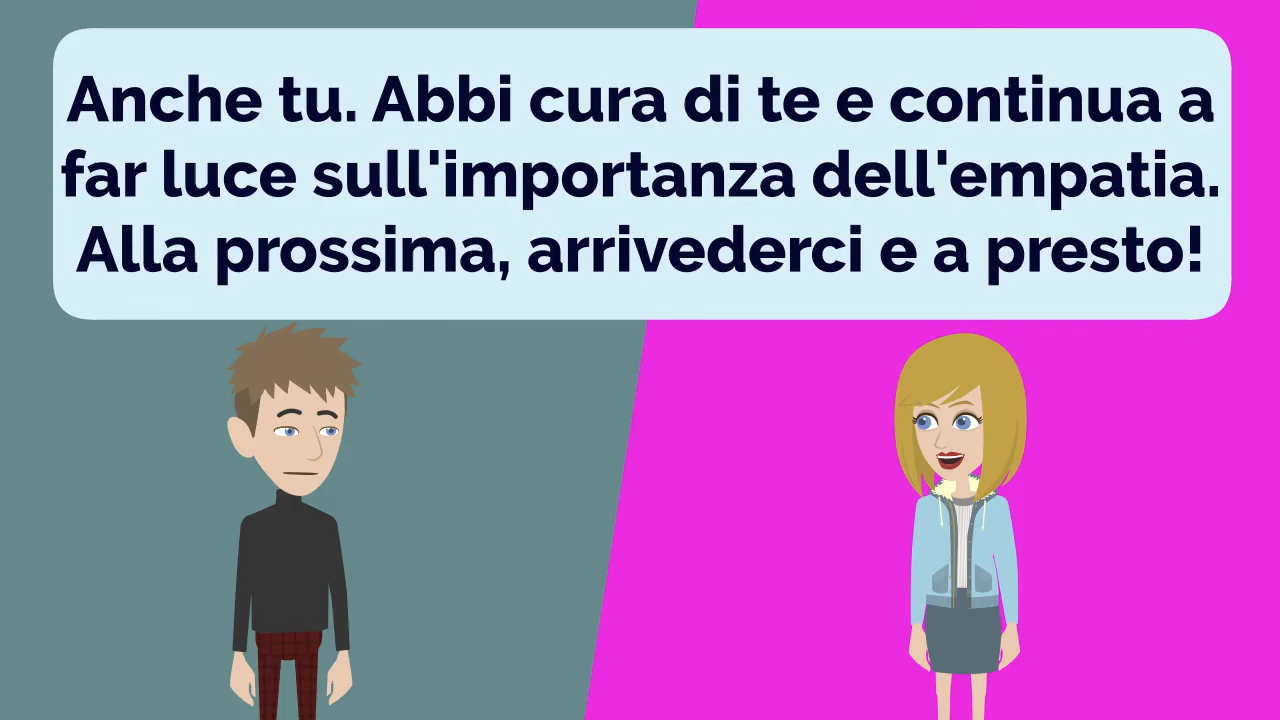 Anche tu. Abbi cura di te e continua a
far luce sull'importanza dell'empatia.
Alla prossima, arrivederci e a presto!